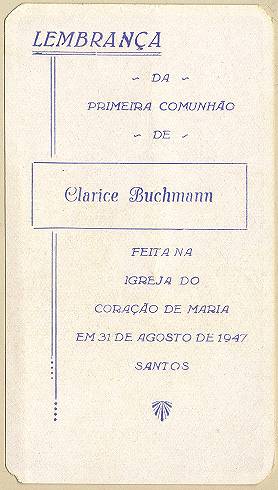 LEMBRANÇA
~ DA ~
PRIMEIRA COMUNHÃO
~ DE ~
Clarice Buchmann
FEITA NA
IGREJA DO
CORAÇÃO DE MARIA
EM 31 DE AGOSTO DE 1947
SANTOS